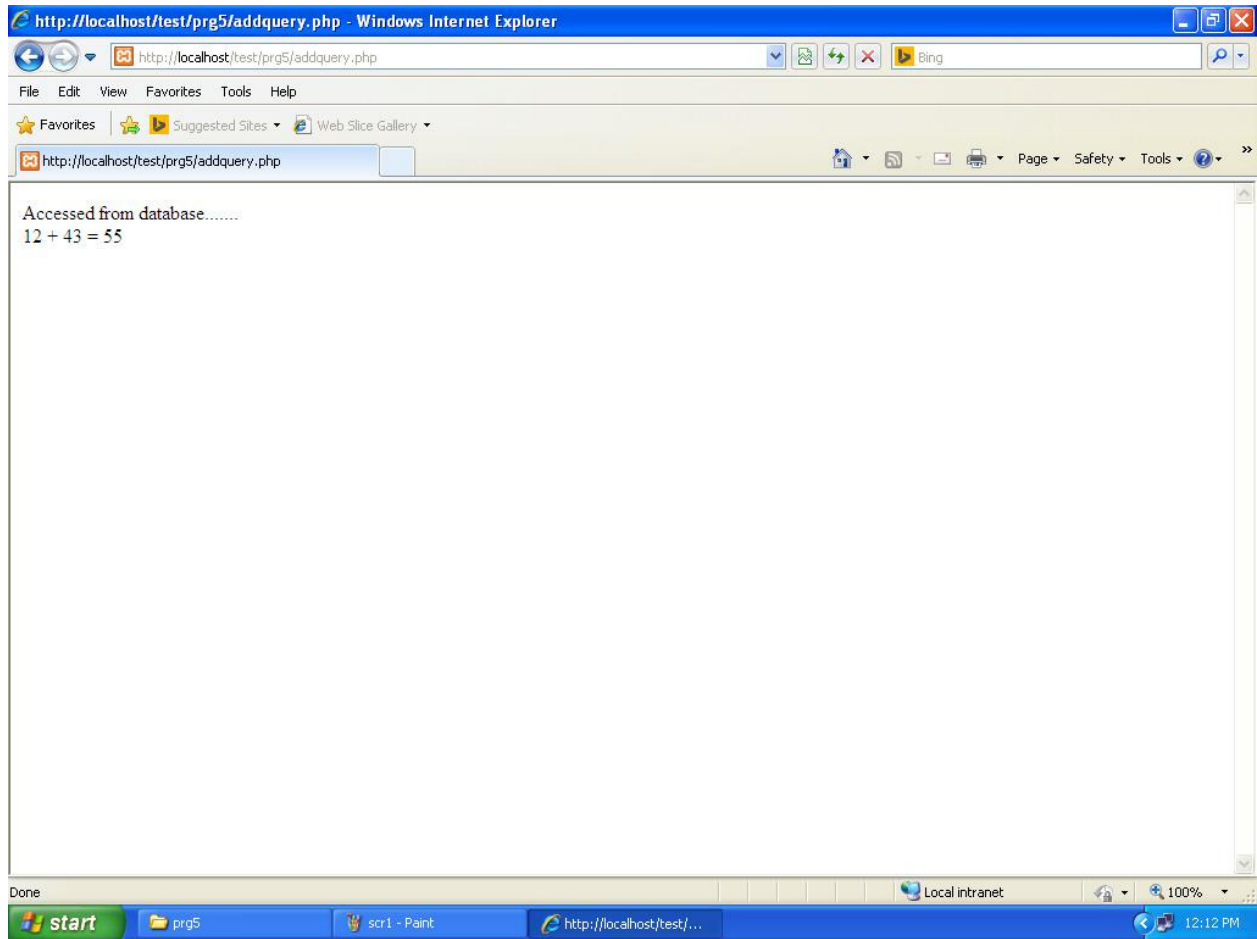 http://localhost/test/prg5/addquery.php - Windows Internet Explorer
http://localhost/test/prg5/addquery.php
Bing
File Edit View Favorites Tools Help
Favorites Suggested Sites Web Slice Gallery
http://localhost/test/prg5/addquery.php
Page Safety Tools »
Accessed from database.......
12 + 43 = 55
Done Local intranet 100%
start prg5 scr1 - Paint http://localhost/test/... 12:12 PM